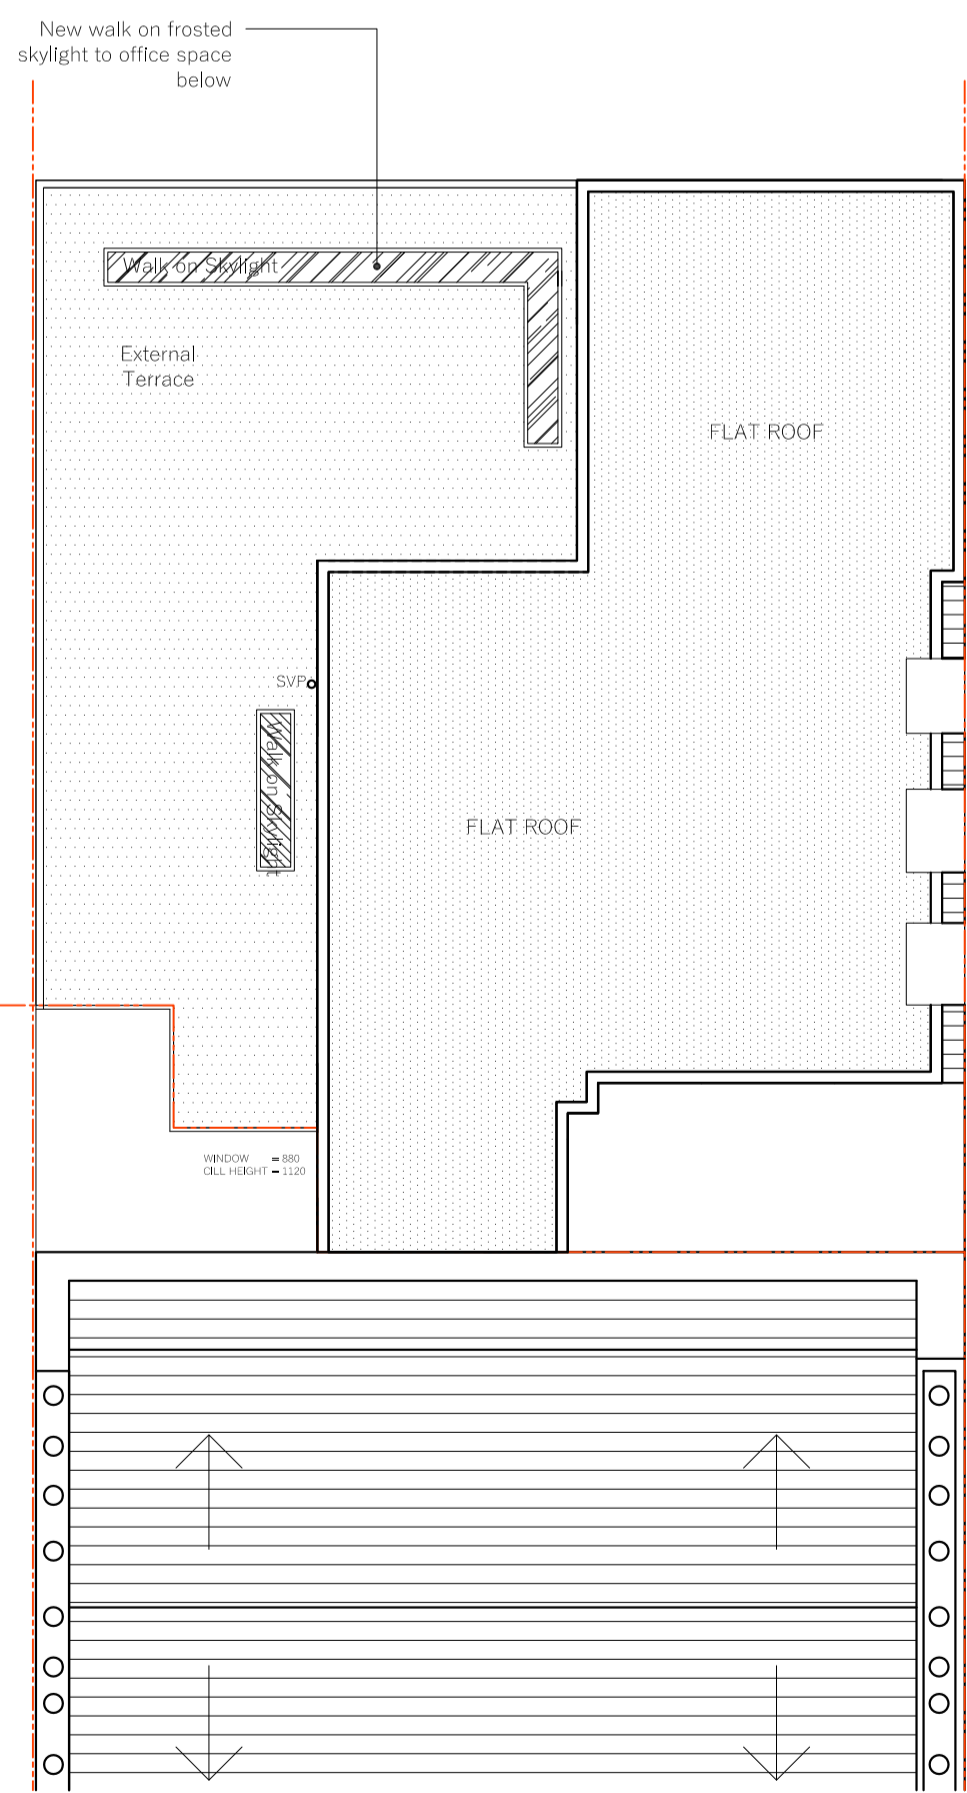 New walk on frosted
skylight to office space
below
Walk on Skylight
External
Terrace
FLAT ROOF
SVP
Walk on Skylight
FLAT ROOF
WINDOW = 880
CILL HEIGHT = 1120